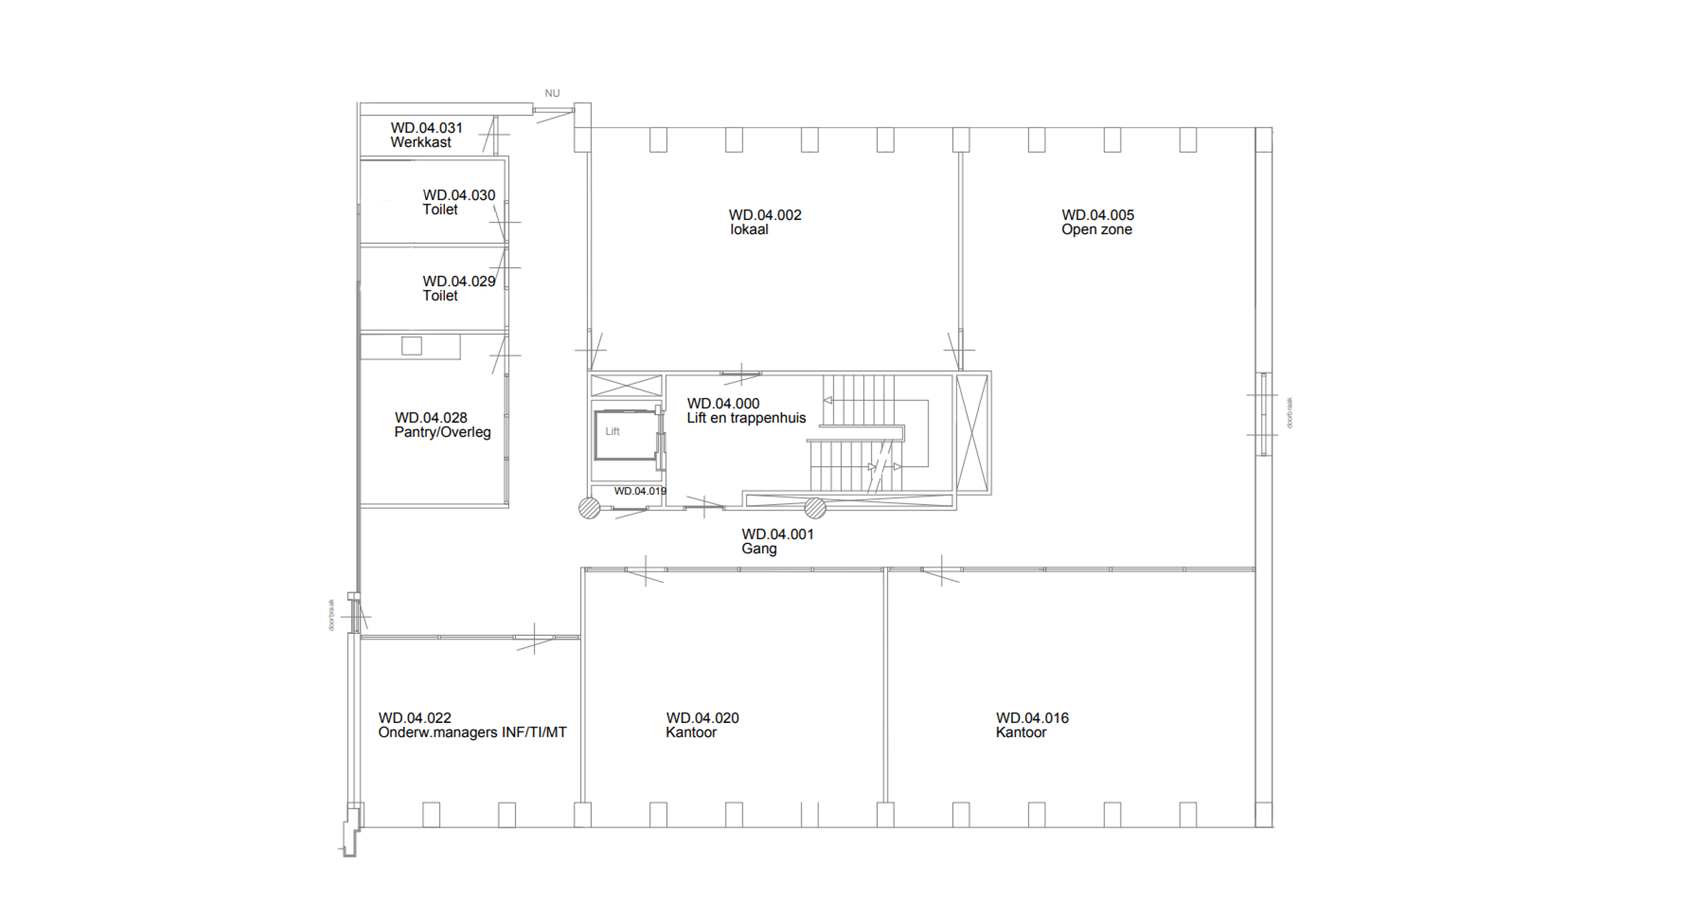 NU
WD.04.031
Werkkast
WD.04.030
Toilet
WD.04.029
Toilet
WD.04.002
lokaal
WD.04.005
Open zone
WD.04.028
Pantry/Overleg
Lift
WD.04.000
Lift en trappenhuis
doorbraak
WD.04.019
WD.04.001
Gang
doorbraak
WD.04.022
Onderw.managers INF/TI/MT
WD.04.020
Kantoor
WD.04.016
Kantoor